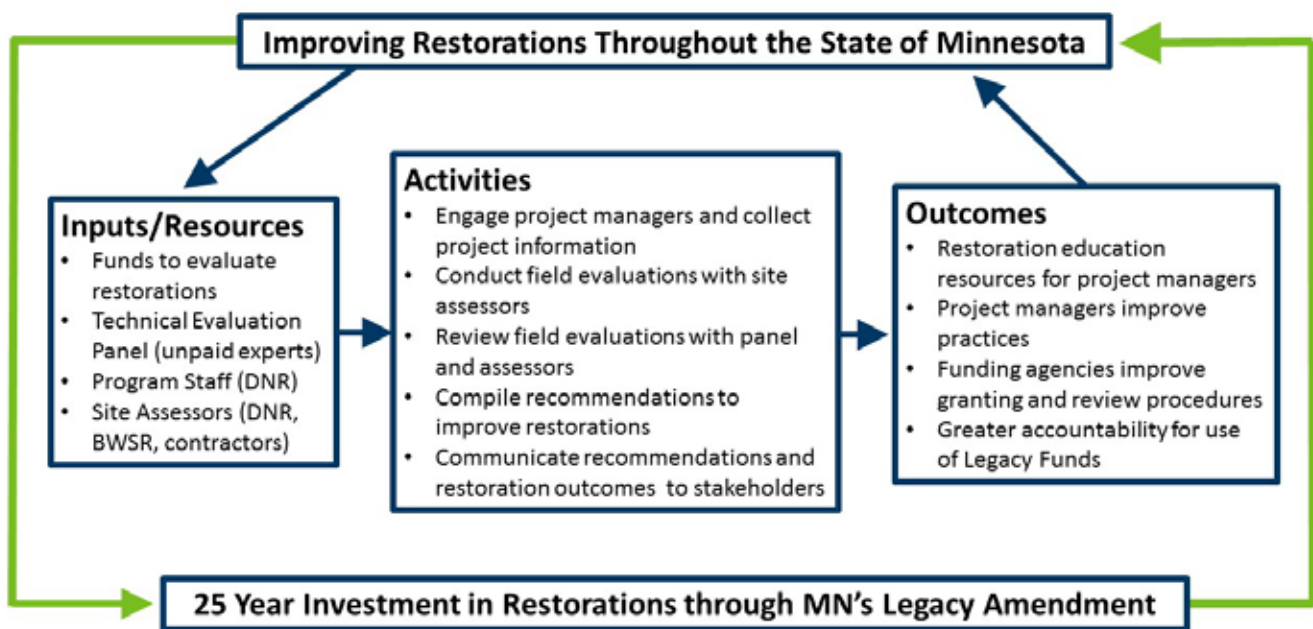 Improving Restorations Throughout the State of Minnesota
Inputs/Resources
• Funds to evaluate
restorations
• Technical Evaluation
Panel (unpaid experts)
• Program Staff (DNR)
• Site Assessors (DNR,
BWSR, contractors)
Activities
• Engage project managers and collect
project information
• Conduct field evaluations with site
assessors
• Review field evaluations with panel
and assessors
• Compile recommendations to
improve restorations
• Communicate recommendations and
restoration outcomes to stakeholders
Outcomes
• Restoration education
resources for project managers
• Project managers improve
practices
• Funding agencies improve
granting and review procedures
• Greater accountability for use
of Legacy Funds
25 Year Investment in Restorations through MN’s Legacy Amendment